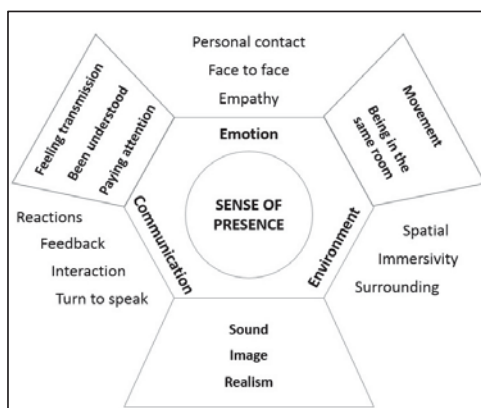 Personal contact
Face to face
Empathy
Emotion
Feeling transmission
Been understood
Paying attention
Movement
Being in the
same room
SENSE OF
PRESENCE
Communication
Environment
Reactions
Feedback
Interaction
Turn to speak
Spatial
Immersivity
Surrounding
Sound
Image
Realism